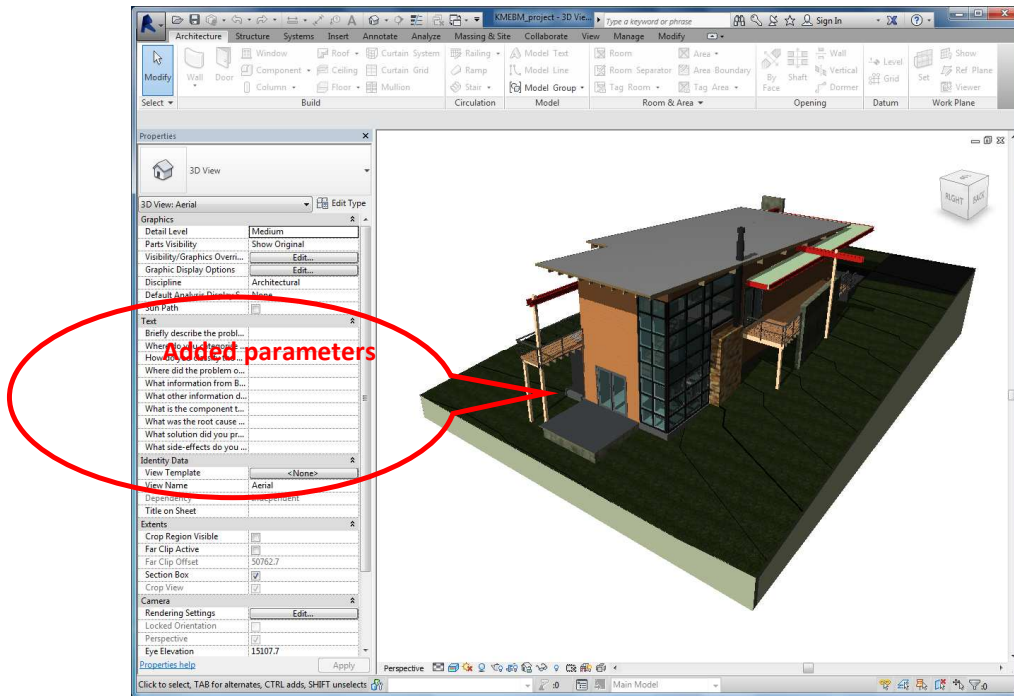 KMEBM_project - 3D Vie...
Type a keyword or phrase
Sign In
Architecture Structure Systems Insert Annotate Analyze Massing & Site Collaborate View Manage Modify
Modify Wall Door Window Roof Curtain System Railing Model Text Room Area By Face Shaft Wall Level Set Show
Component Ceiling Curtain Grid Ramp Model Line Room Separator Area Boundary Vertical Grid Ref Plane
Column Floor Mullion Stair Model Group Tag Room Tag Area Dormer Viewer
Select Build Circulation Model Room & Area Opening Datum Work Plane
Properties
3D View
3D View: Aerial Edit Type
Graphics
Detail Level Medium
Parts Visibility Show Original
Visibility/Graphics Overri... Edit...
Graphic Display Options Edit...
Discipline Architectural
Default Analysis Display S... None
Sun Path
Text
Briefly describe the probl...
Where do you categorise
Added parameters
Where did the problem o...
What information from B...
What other information d...
What is the component t...
What was the root cause ...
What solution did you pr...
What side-effects do you ...
Identity Data
View Template <None>
View Name Aerial
Dependency Independent
Title on Sheet
Extents
Crop Region Visible
Far Clip Active
Far Clip Offset 50762.7
Section Box
Crop View
Camera
Rendering Settings Edit...
Locked Orientation
Perspective
Eye Elevation 15107.7
Properties help Apply
RIGHT BACK
Perspective
Click to select, TAB for alternates, CTRL adds, SHIFT unselects :0 Main Model :0